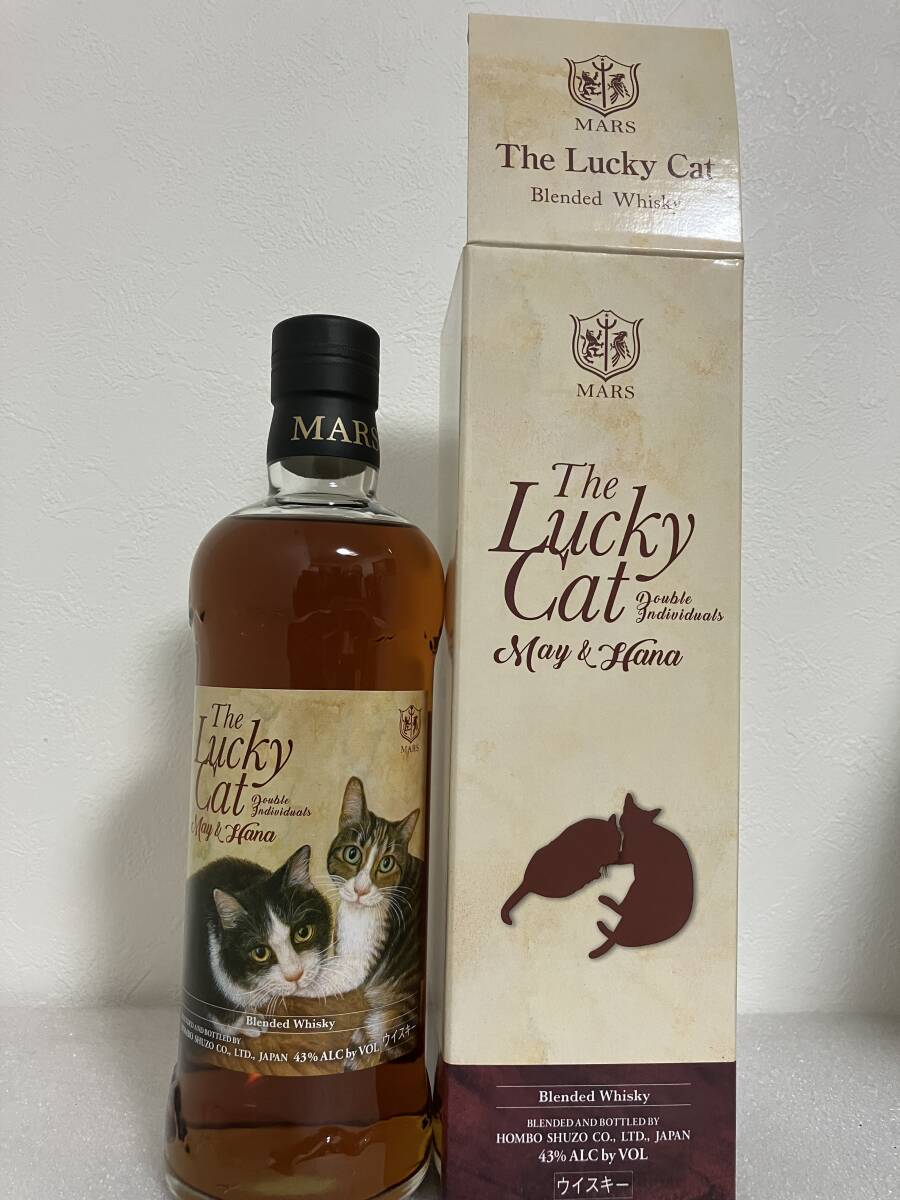 MARS
The Lucky Cat
Blended Whisky
MARS
The
Lucky
Cat
Double
Individuals
May & Hana
Blended Whisky
BLENDED AND BOTTLED BY
HOMBO SHUZO CO., LTD., JAPAN
43% ALC by VOL
ウイスキー
MARS
The
Lucky
Cat
Double
Individuals
May & Hana
MARS
Blended Whisky
AND BOTTLED BY
SHUZO CO., LTD., JAPAN 43% ALC by VOL ウイスキー